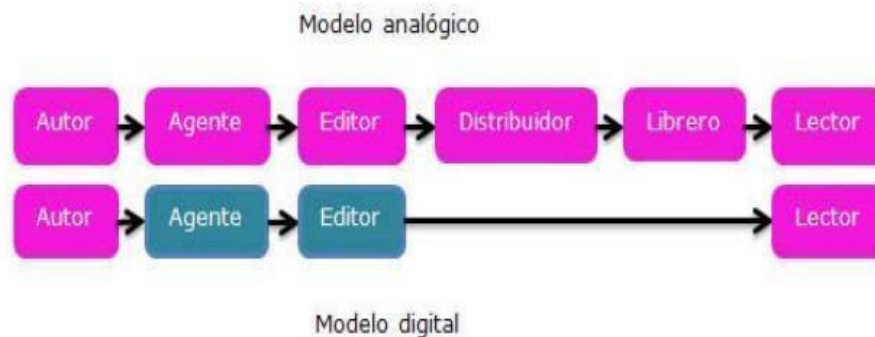 Modelo analógico
Autor Agente Editor Distribuidor Librero Lector
Autor Agente Editor Lector
Modelo digital